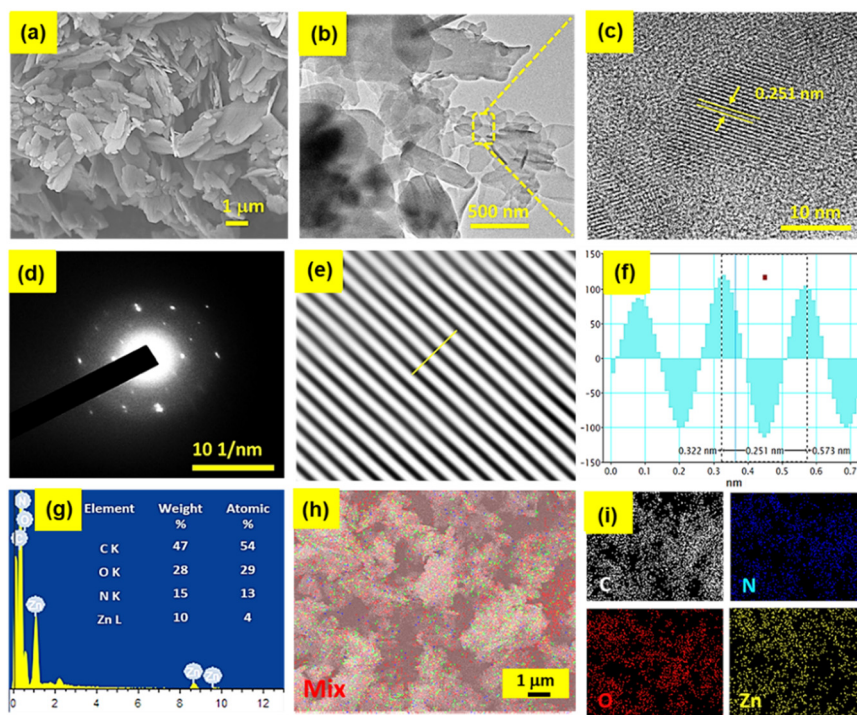 (a)
1 µm
(b)
500 nm
(c)
0.251 nm
10 nm
(d)
10 1/nm
(e)
(f)
150
100
50
0
-50
-100
-150
0.322 nm
0.251 nm
0.573 nm
0.0 0.1 0.2 0.3 0.4 0.5 0.6 0.7
nm
(g)
N
O
Zn
Zn
Zn
Element Weight % Atomic %
C K 47 54
O K 28 29
N K 15 13
Zn L 10 4
0 2 4 6 8 10 12
(h)
Mix
1 µm
(i)
C
N
O
Zn